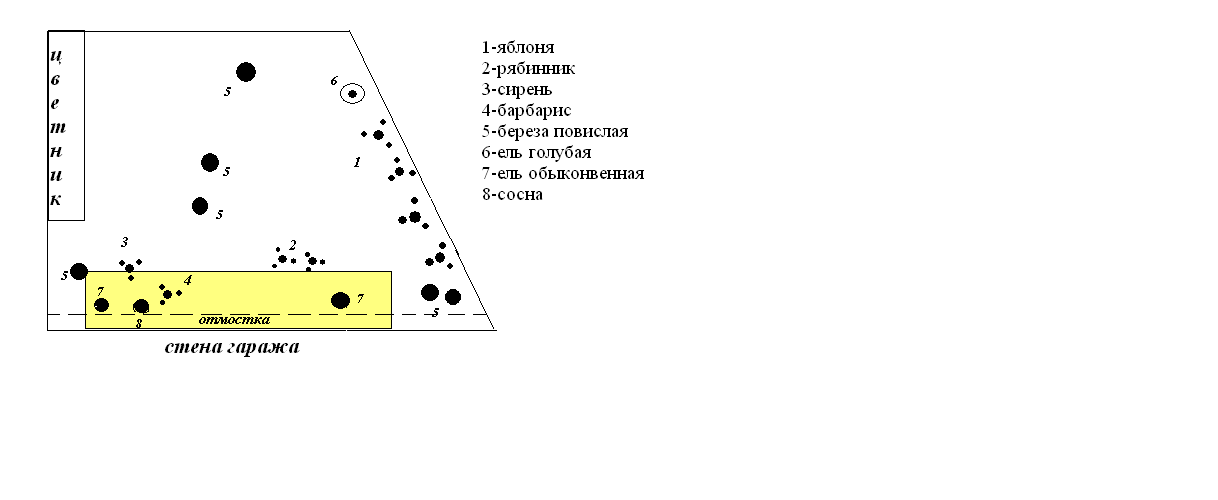 цветник
1-яблоня
2-рябинник
3-сирень
4-барбарис
5-береза повислая
6-ель голубая
7-ель обыконвенная
8-сосна
5
6
1
5
5
3
2
5
4
7
7
5
8
отмостка
стена гаража